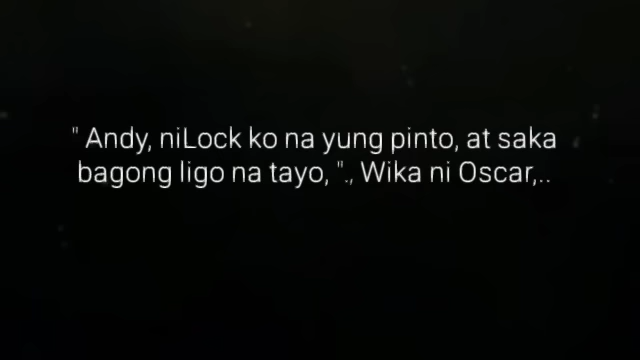 " Andy, niLock ko na yung pinto, at saka
bagong ligo na tayo, "., Wika ni Oscar,..